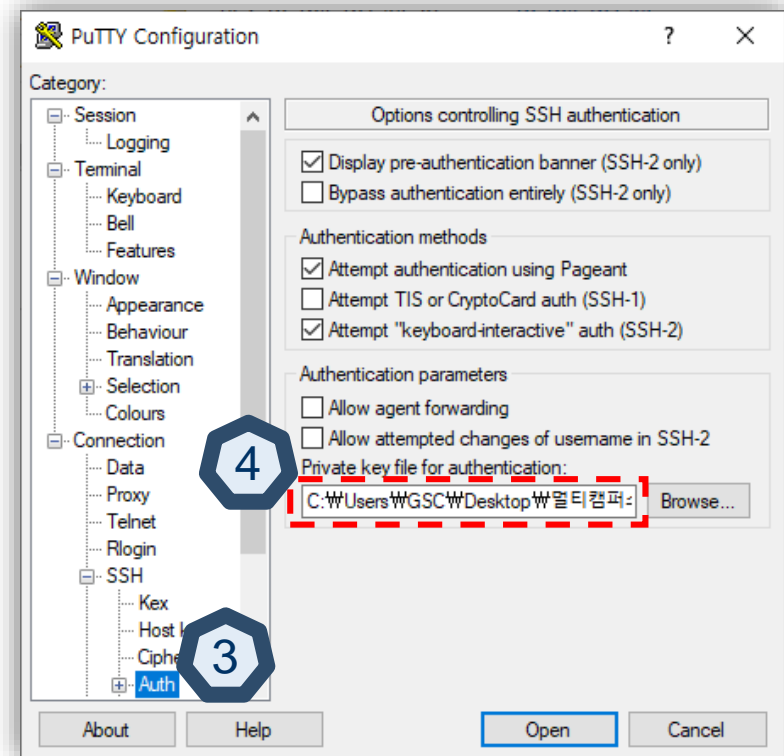 PuTTY Configuration
? ×
Category:
Session
Logging
Terminal
Keyboard
Bell
Features
Window
Appearance
Behaviour
Translation
Selection
Colours
Connection
Data
Proxy
Telnet
Rlogin
SSH
Kex
Host
Auth
3
Options controlling SSH authentication
Display pre-authentication banner (SSH-2 only)
Bypass authentication entirely (SSH-2 only)
Authentication methods
Attempt authentication using Pageant
Attempt TIS or CryptoCard auth (SSH-1)
Attempt "keyboard-interactive" auth (SSH-2)
Authentication parameters
Allow agent forwarding
Allow attempted changes of username in SSH-2
4
Private key file for authentication:
C:₩Users₩GSC₩Desktop₩멀티캠퍼
Browse...
About Help Open Cancel